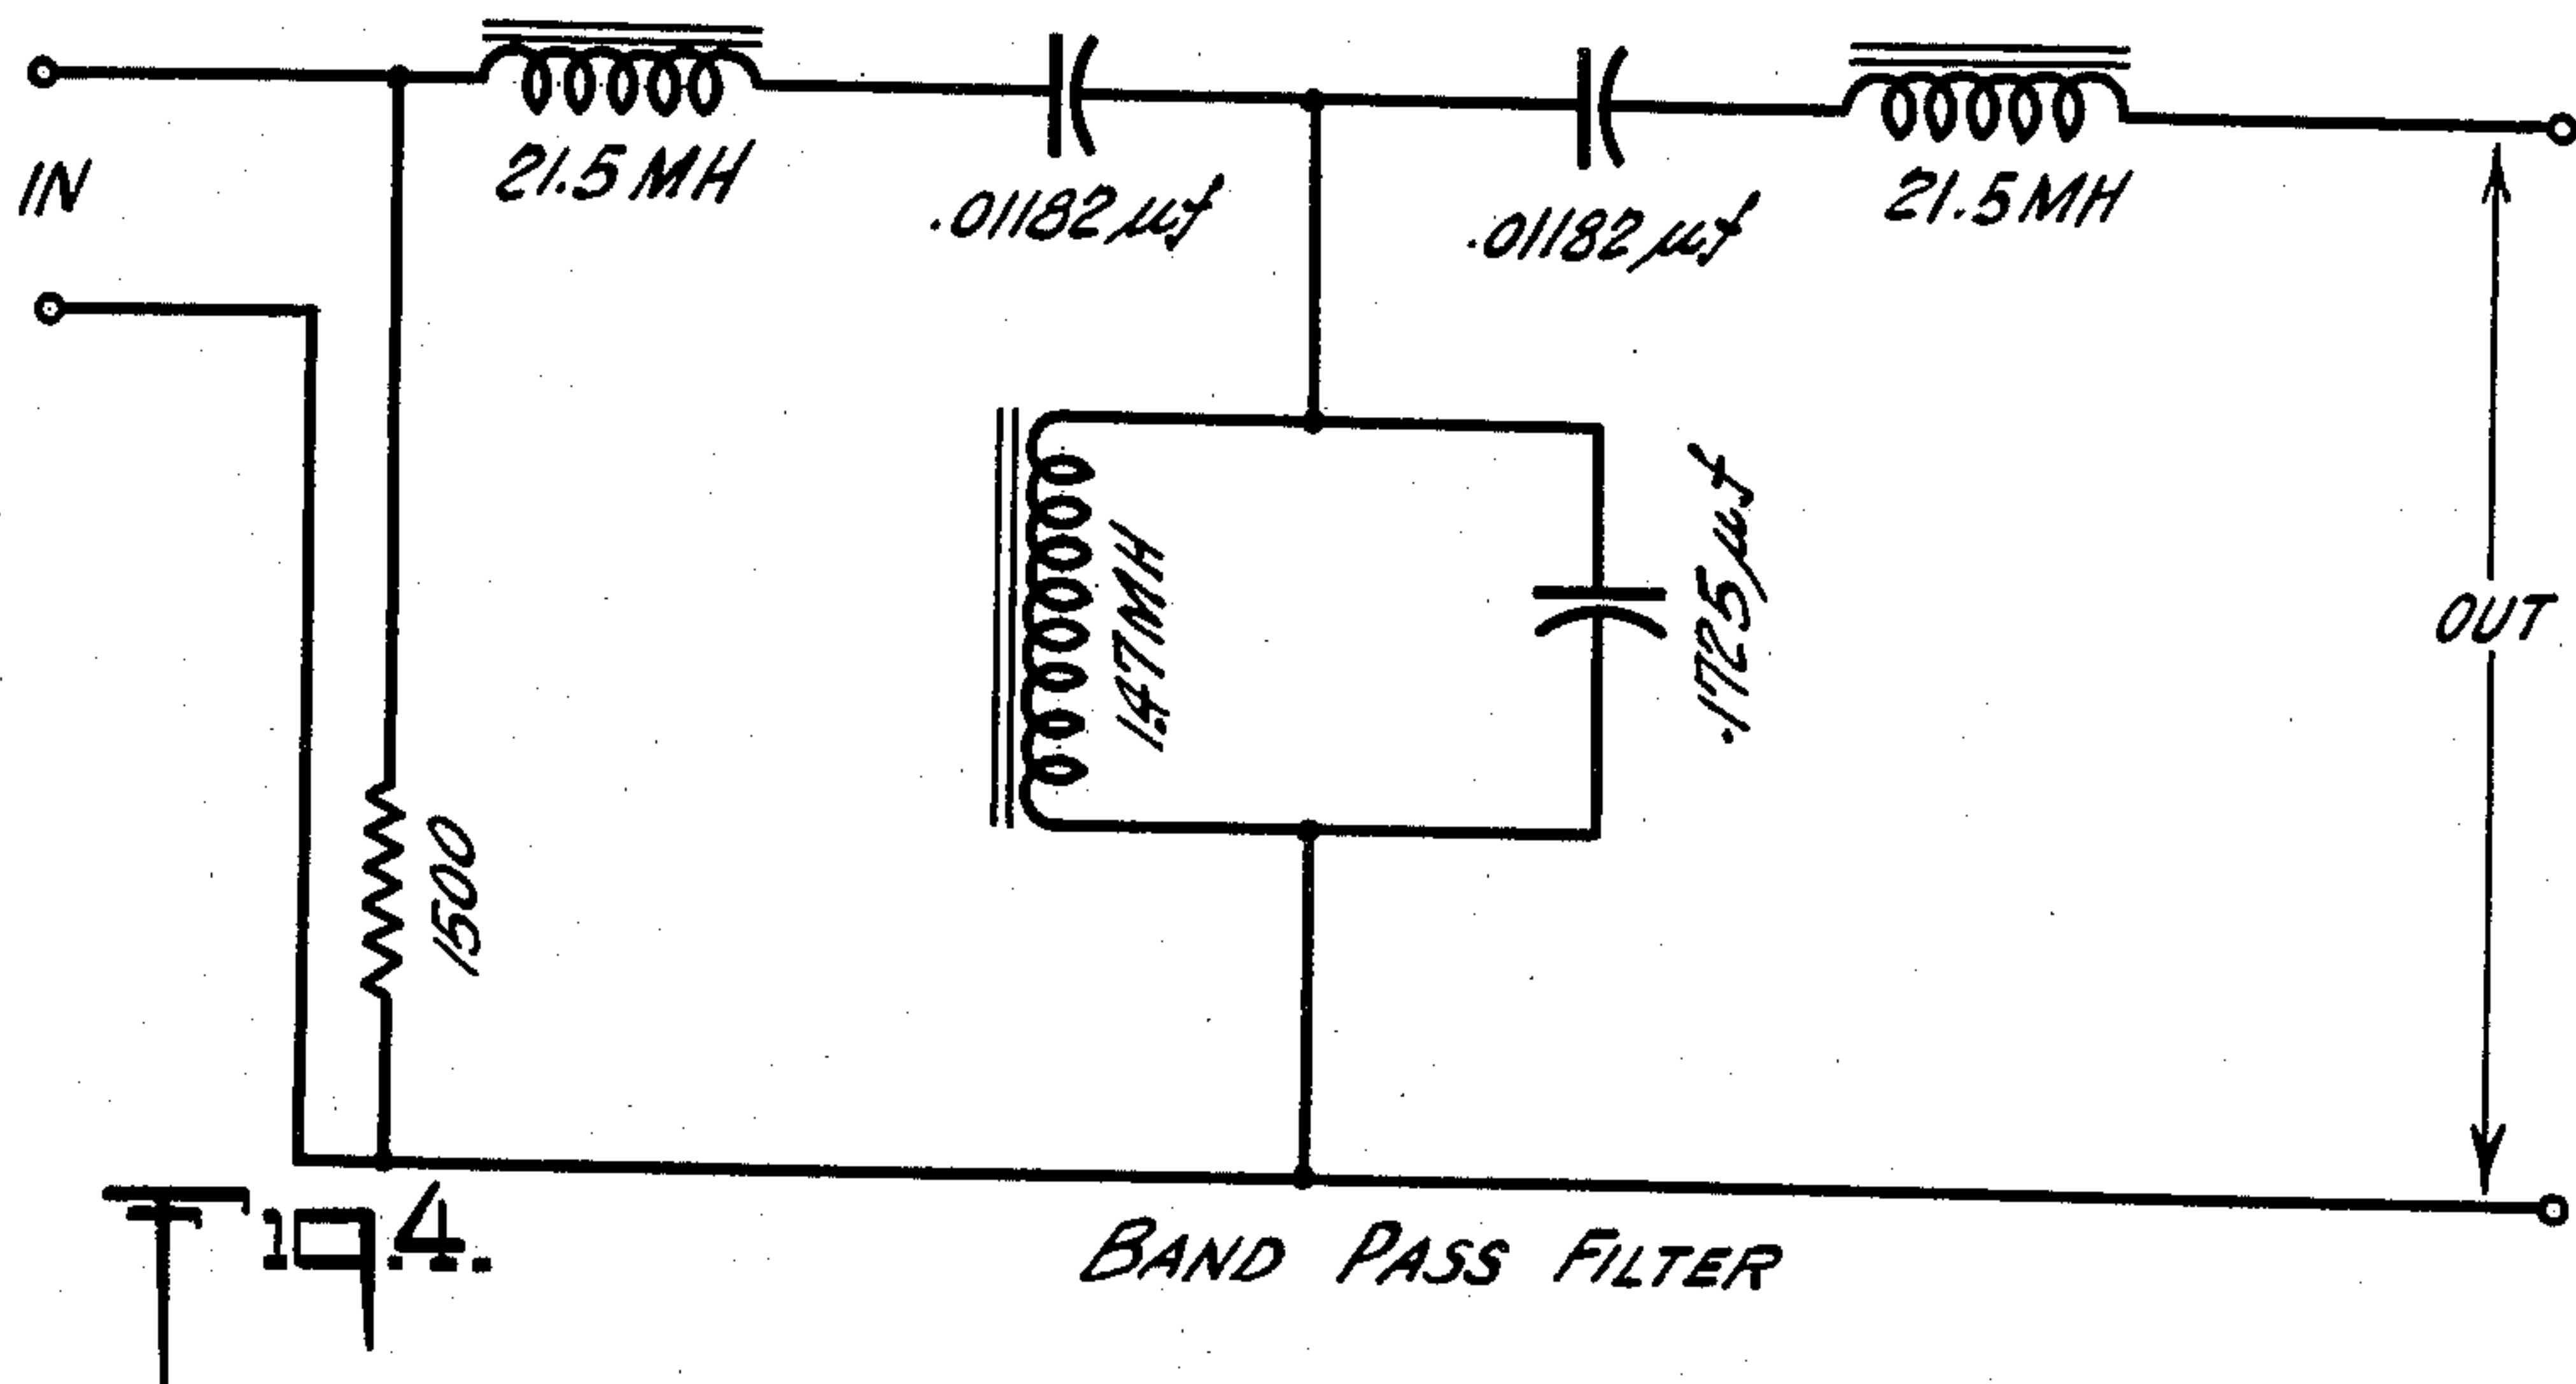 IN
21.5 MH
.01182 μf
.01182 μf
21.5 MH
1.47 MH
.1725 μf
OUT
1500
Fig. 4.
BAND PASS FILTER